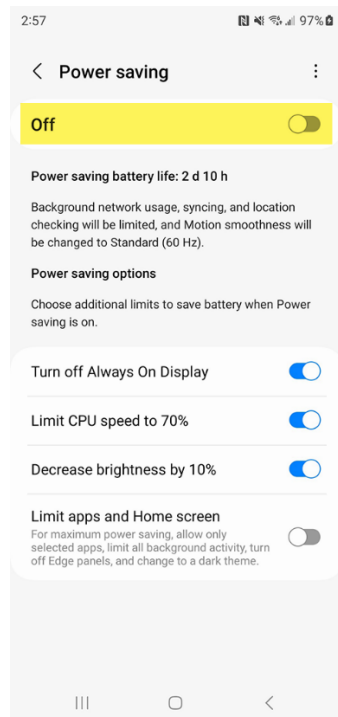 2:57 97%
Power saving
Off
Power saving battery life: 2 d 10 h
Background network usage, syncing, and location
checking will be limited, and Motion smoothness will
be changed to Standard (60 Hz).
Power saving options
Choose additional limits to save battery when Power
saving is on.
Turn off Always On Display
Limit CPU speed to 70%
Decrease brightness by 10%
Limit apps and Home screen
For maximum power saving, allow only
selected apps, limit all background activity, turn
off Edge panels, and change to a dark theme.